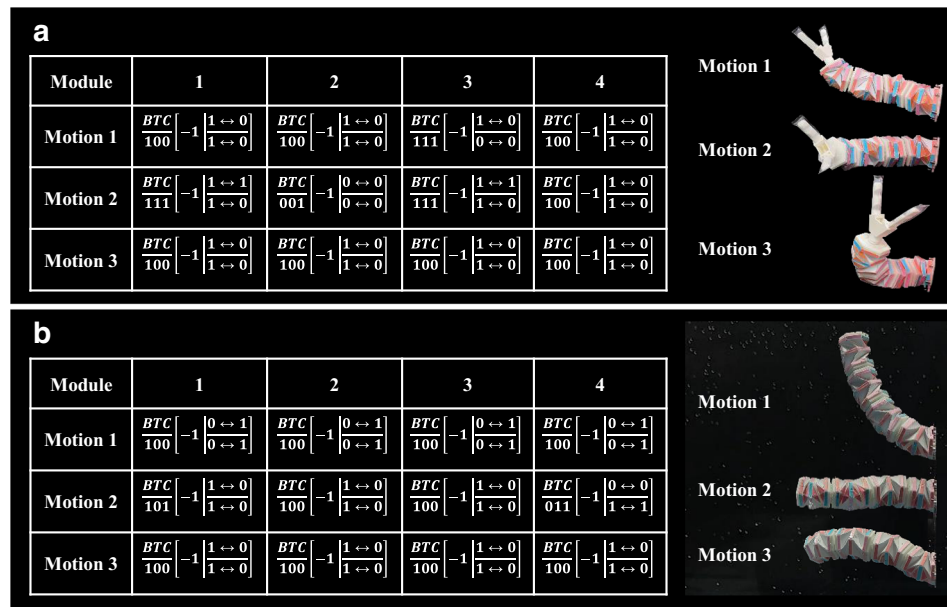 a
Module 1 2 3 4
Motion 1 BTC/100[-1|1 ↔ 0/1 ↔ 0] BTC/100[-1|1 ↔ 0/1 ↔ 0] BTC/111[-1|1 ↔ 0/0 ↔ 0] BTC/100[-1|1 ↔ 0/1 ↔ 0]
Motion 2 BTC/111[-1|1 ↔ 1/1 ↔ 0] BTC/001[-1|0 ↔ 0/0 ↔ 0] BTC/111[-1|1 ↔ 1/1 ↔ 0] BTC/100[-1|1 ↔ 0/1 ↔ 0]
Motion 3 BTC/100[-1|1 ↔ 0/1 ↔ 0] BTC/100[-1|1 ↔ 0/1 ↔ 0] BTC/100[-1|1 ↔ 0/1 ↔ 0] BTC/100[-1|1 ↔ 0/1 ↔ 0]
Motion 1
Motion 2
Motion 3
b
Module 1 2 3 4
Motion 1 BTC/100[-1|0 ↔ 1/0 ↔ 1] BTC/100[-1|0 ↔ 1/0 ↔ 1] BTC/100[-1|0 ↔ 1/0 ↔ 1] BTC/100[-1|0 ↔ 1/0 ↔ 1]
Motion 2 BTC/101[-1|1 ↔ 0/1 ↔ 0] BTC/100[-1|1 ↔ 0/1 ↔ 0] BTC/100[-1|1 ↔ 0/1 ↔ 0] BTC/011[-1|0 ↔ 0/1 ↔ 1]
Motion 3 BTC/100[-1|1 ↔ 0/1 ↔ 0] BTC/100[-1|1 ↔ 0/1 ↔ 0] BTC/100[-1|1 ↔ 0/1 ↔ 0] BTC/100[-1|1 ↔ 0/1 ↔ 0]
Motion 1
Motion 2
Motion 3